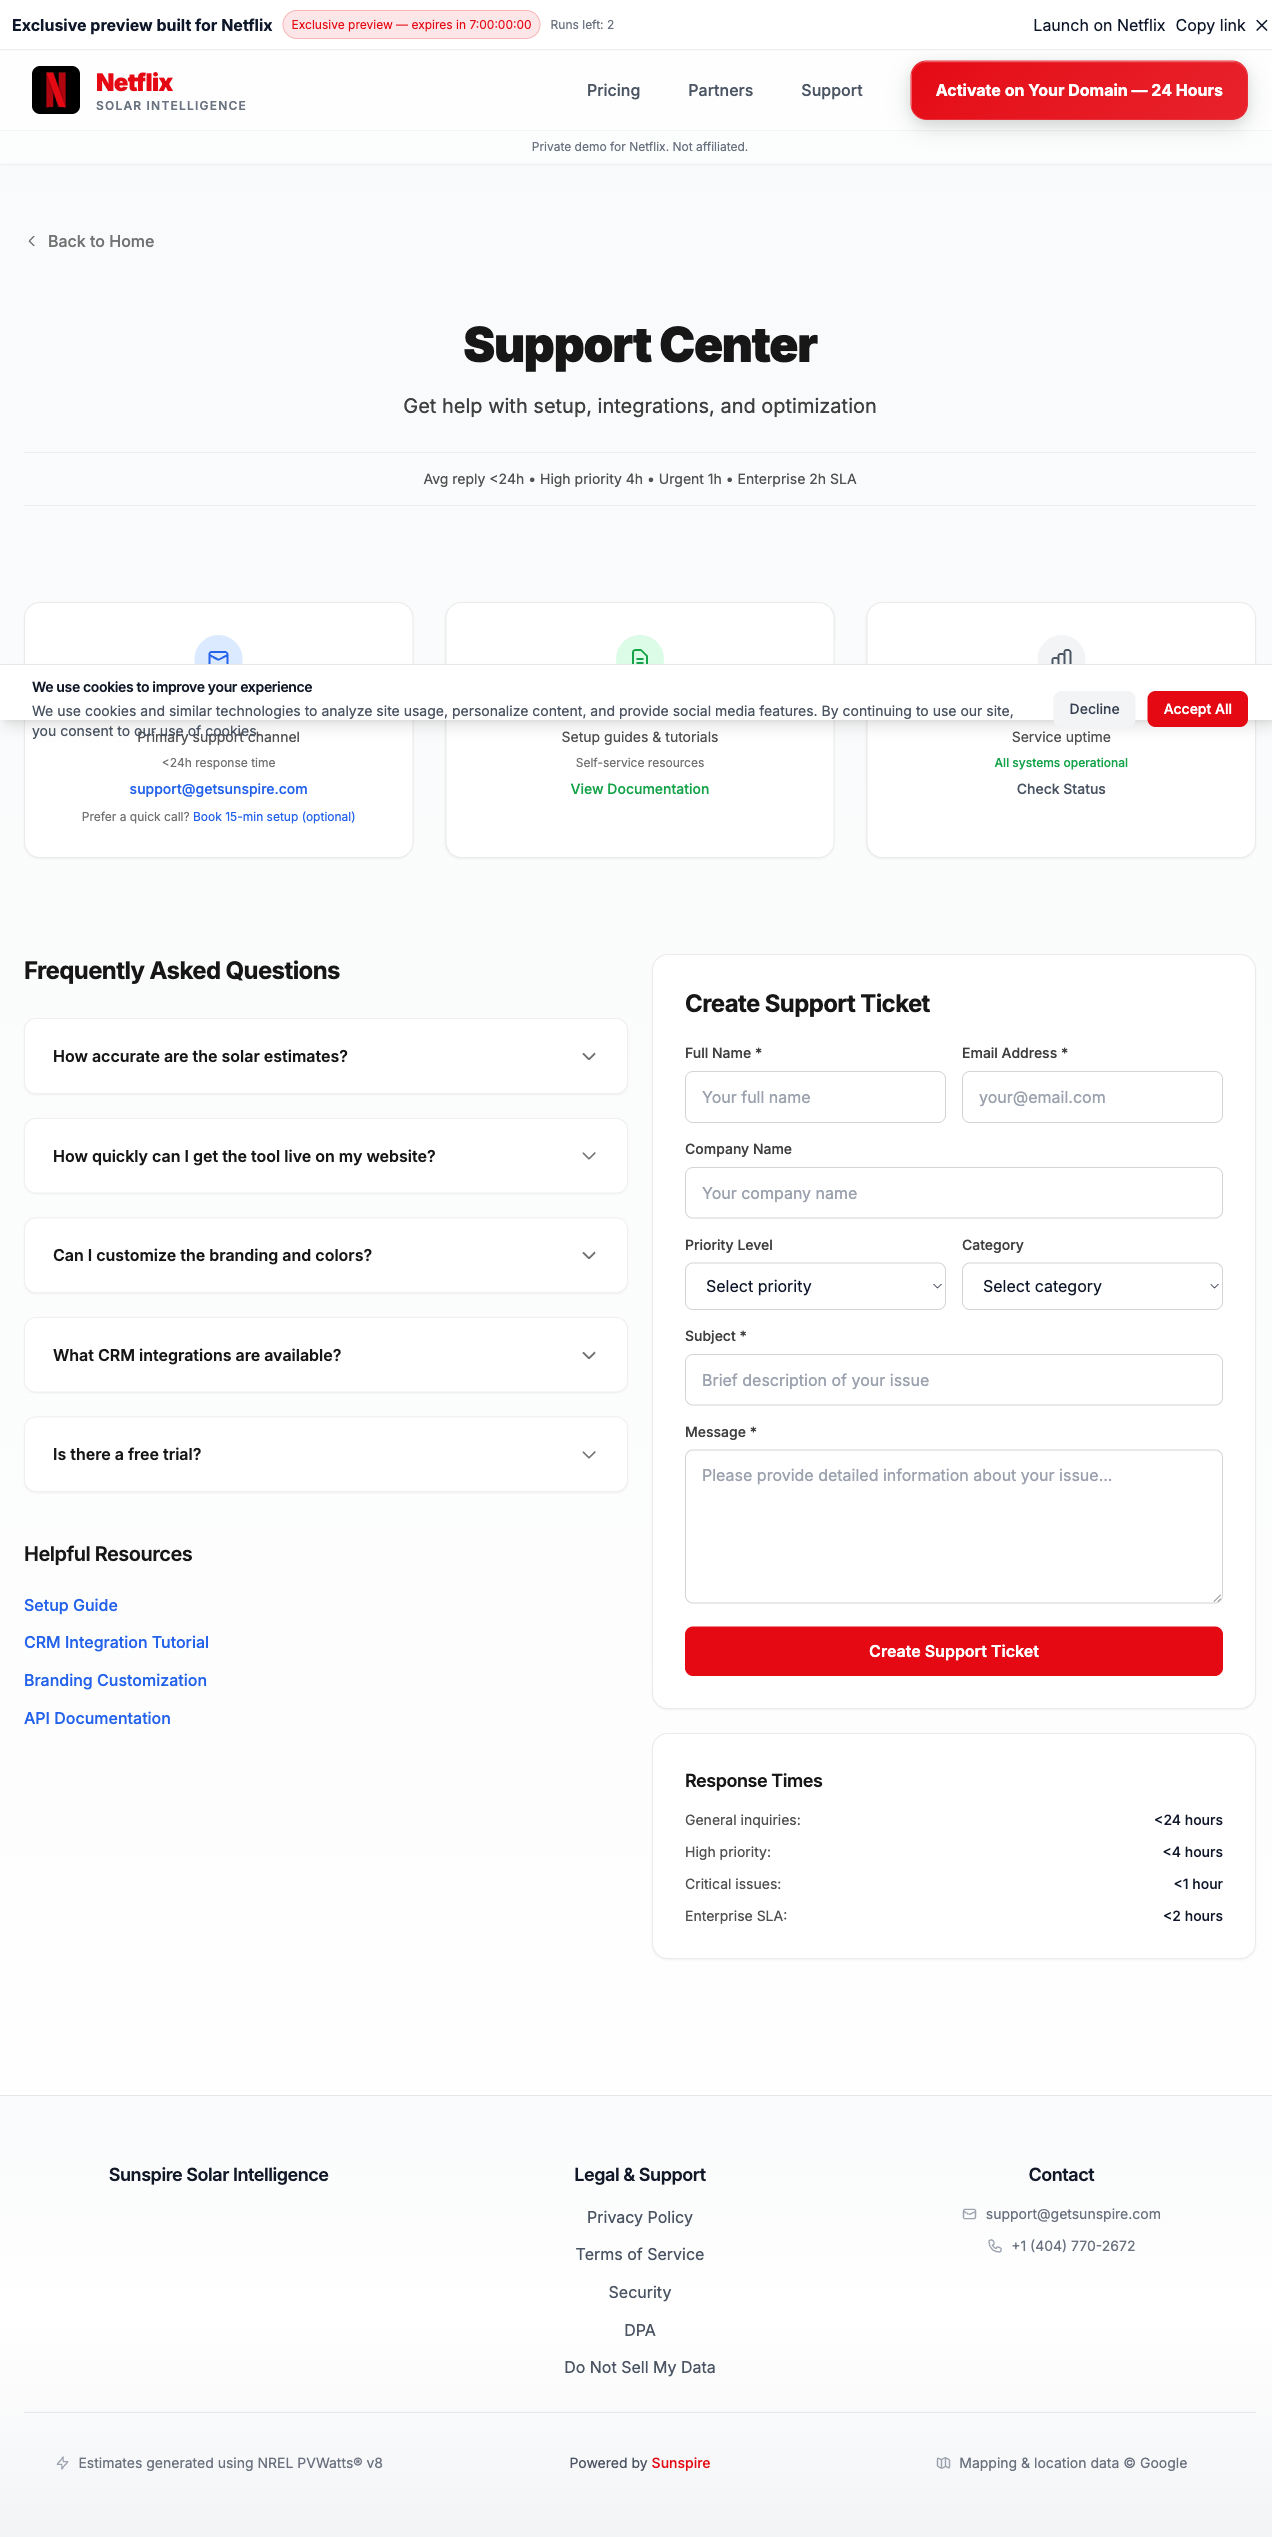 Exclusive preview built for Netflix
Exclusive preview — expires in 7:00:00:00
Runs left: 2
Launch on Netflix
Copy link
Netflix
SOLAR INTELLIGENCE
Pricing
Partners
Support
Activate on Your Domain — 24 Hours
Private demo for Netflix. Not affiliated.
Back to Home
Support Center
Get help with setup, integrations, and optimization
Avg reply <24h • High priority 4h • Urgent 1h • Enterprise 2h SLA
We use cookies to improve your experience
We use cookies and similar technologies to analyze site usage, personalize content, and provide social media features. By continuing to use our site,
you consent to our use of cookies.
Decline
Accept All
Primary support channel
<24h response time
support@getsunspire.com
Prefer a quick call? Book 15-min setup (optional)
Setup guides & tutorials
Self-service resources
View Documentation
Service uptime
All systems operational
Check Status
Frequently Asked Questions
How accurate are the solar estimates?
How quickly can I get the tool live on my website?
Can I customize the branding and colors?
What CRM integrations are available?
Is there a free trial?
Helpful Resources
Setup Guide
CRM Integration Tutorial
Branding Customization
API Documentation
Create Support Ticket
Full Name *
Email Address *
Your full name
your@email.com
Company Name
Your company name
Priority Level
Category
Select priority
Select category
Subject *
Brief description of your issue
Message *
Please provide detailed information about your issue...
Create Support Ticket
Response Times
General inquiries: <24 hours
High priority: <4 hours
Critical issues: <1 hour
Enterprise SLA: <2 hours
Sunspire Solar Intelligence
Legal & Support
Privacy Policy
Terms of Service
Security
DPA
Do Not Sell My Data
Contact
support@getsunspire.com
+1 (404) 770-2672
Estimates generated using NREL PVWatts® v8
Powered by Sunspire
Mapping & location data © Google